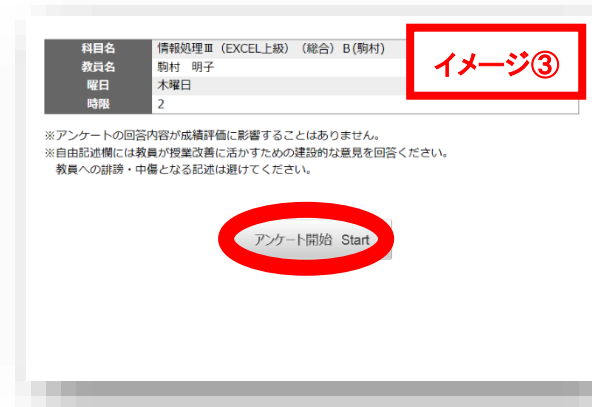 科目名 情報処理Ⅲ（EXCEL上級）（総合）B(駒村)
教員名 駒村 明子
曜日 木曜日
時限 2
イメージ③
※アンケートの回答内容が成績評価に影響することはありません。
※自由記述欄には教員が授業改善に活かすための建設的な意見を回答ください。
教員への誹謗・中傷となる記述は避けてください。
アンケート開始 Start